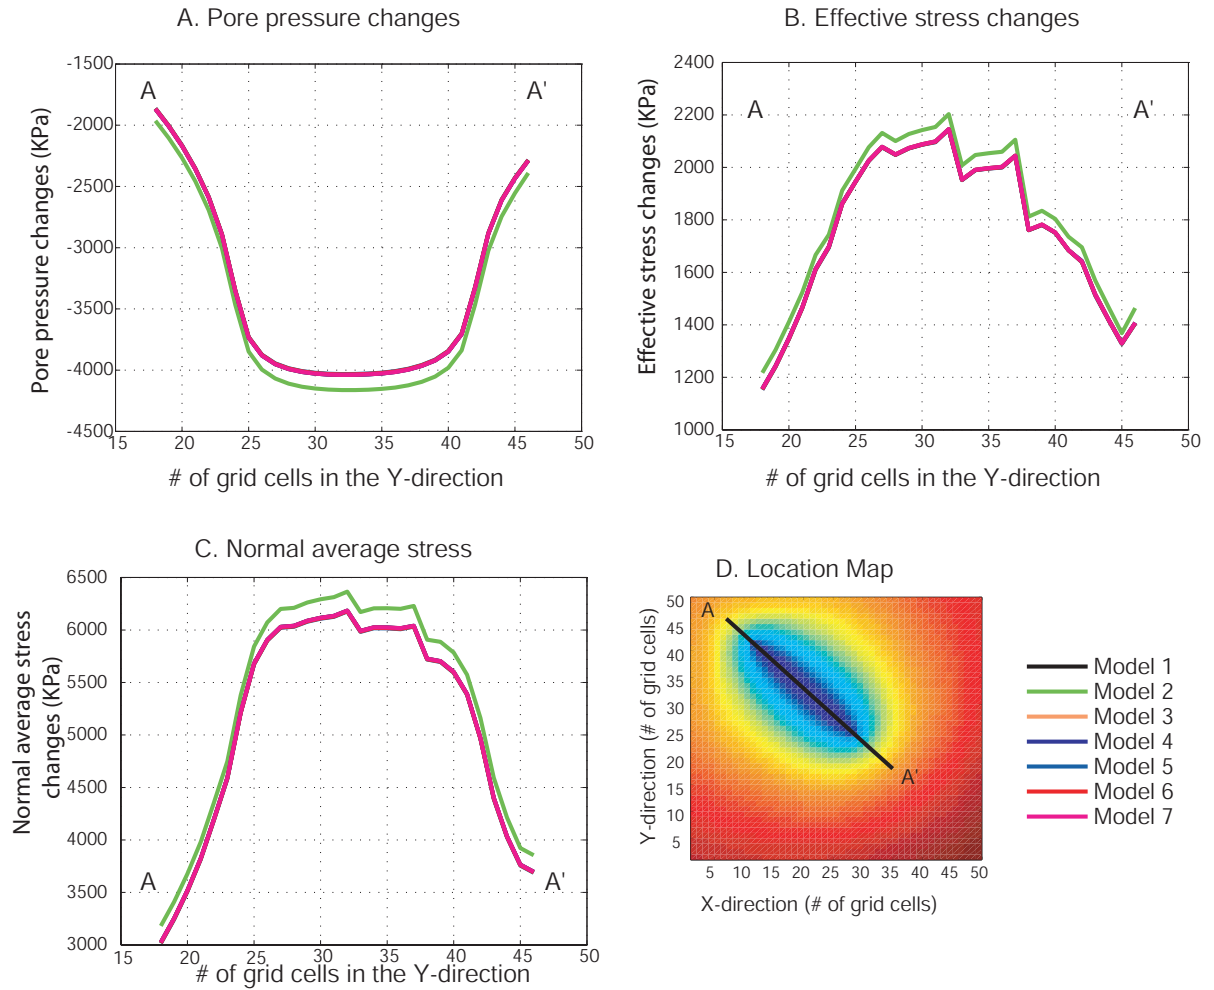 A. Pore pressure changes
-1500
-2000
-2500
-3000
-3500
-4000
-4500
15 20 25 30 35 40 45 50
A
A'
Pore pressure changes (KPa)
# of grid cells in the Y-direction
B. Effective stress changes
2400
2200
2000
1800
1600
1400
1200
1000
15 20 25 30 35 40 45 50
A
A'
Effective stress changes (KPa)
# of grid cells in the Y-direction
C. Normal average stress
6500
6000
5500
5000
4500
4000
3500
3000
15 20 25 30 35 40 45 50
A
A'
Normal average stress
changes (KPa)
# of grid cells in the Y-direction
D. Location Map
50
45
40
35
30
25
20
15
10
5
5 10 15 20 25 30 35 40 45 50
A
A'
Y-direction (# of grid cells)
X-direction (# of grid cells)
Model 1
Model 2
Model 3
Model 4
Model 5
Model 6
Model 7